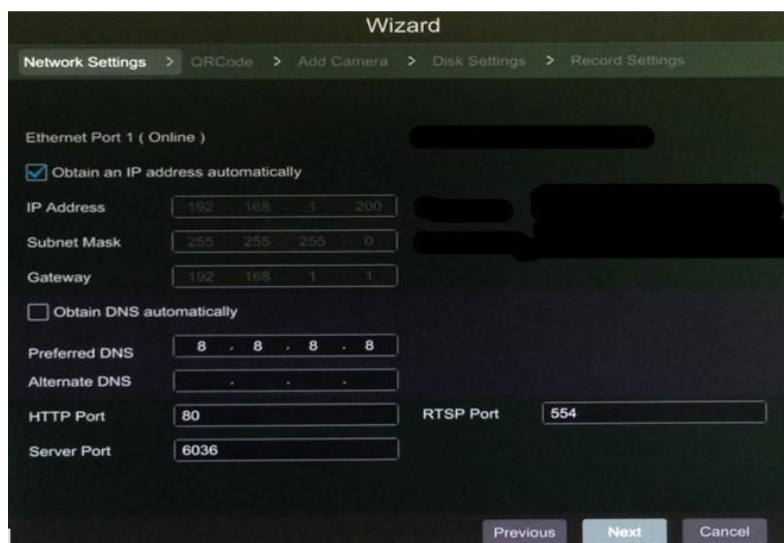 Wizard
Network Settings > QRCode > Add Camera > Disk Settings > Record Settings
Ethernet Port 1 ( Online )
Obtain an IP address automatically
IP Address 192 . 168 . 1 . 200
Subnet Mask 255 . 255 . 255 . 0
Gateway 192 . 168 . 1 . 1
Obtain DNS automatically
Preferred DNS 8 . 8 . 8 . 8
Alternate DNS . . .
HTTP Port 80 RTSP Port 554
Server Port 6036
Previous Next Cancel